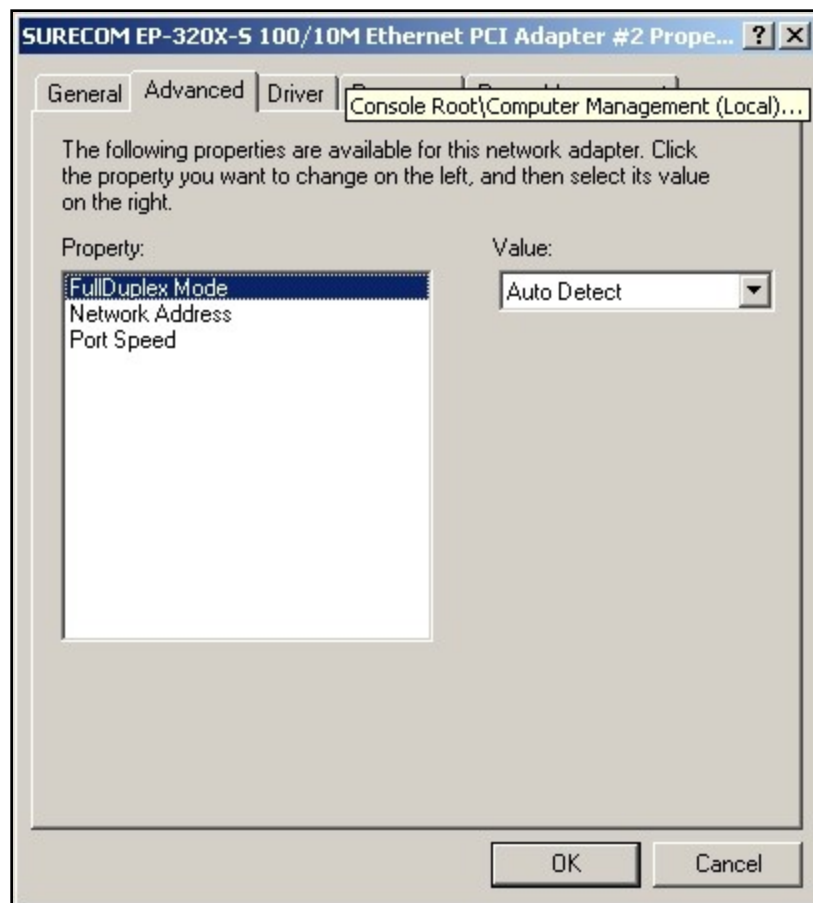 SURECOM EP-320X-S 100/10M Ethernet PCI Adapter #2 Prope...
General Advanced Driver
Console Root\Computer Management (Local)...
The following properties are available for this network adapter. Click
the property you want to change on the left, and then select its value
on the right.
Property: Value:
FullDuplex Mode Auto Detect
Network Address
Port Speed
OK Cancel